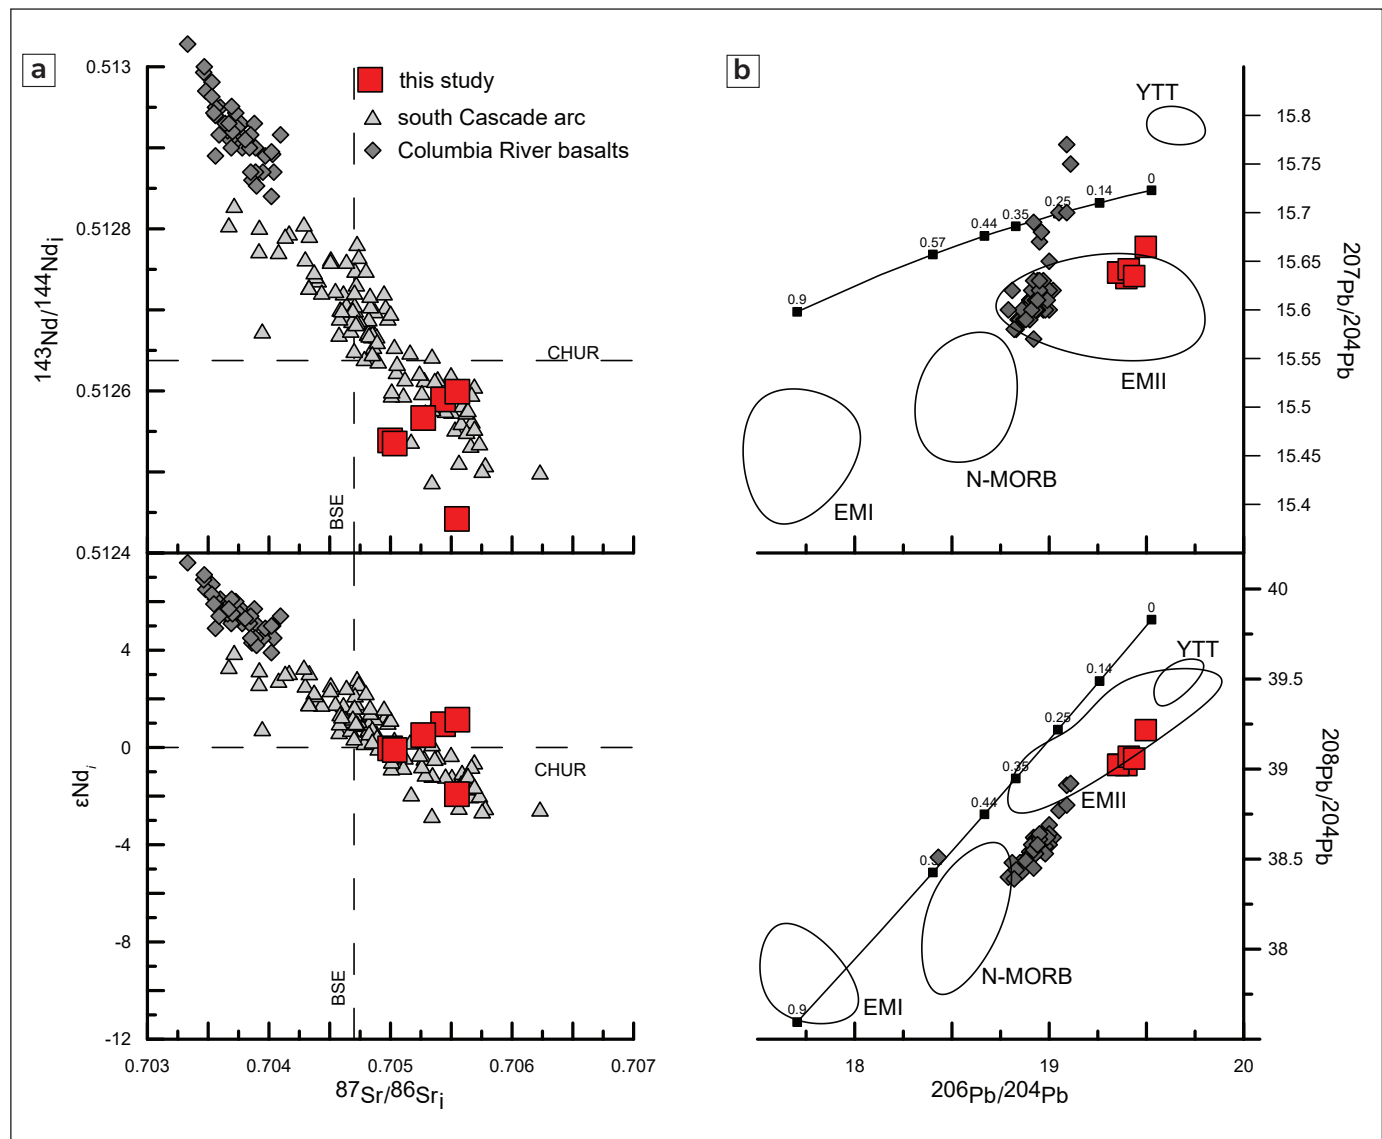 a
this study
south Cascade arc
Columbia River basalts
0.513
0.5128
0.5126
0.5124
143Nd/144Ndi
CHUR
BSE
4
0
-4
-8
-12
εNdi
CHUR
BSE
0.703 0.704 0.705 0.706 0.707
87Sr/86Sri
b
YTT
0.9 0.57 0.44 0.35 0.25 0.14 0
EMII
N-MORB
EMI
15.8
15.75
15.7
15.65
15.6
15.55
15.5
15.45
15.4
207Pb/204Pb
0
YTT
0.14
0.25
0.35
0.44
EMII
N-MORB
0.9
EMI
40
39.5
39
38.5
38
208Pb/204Pb
18 19 20
206Pb/204Pb